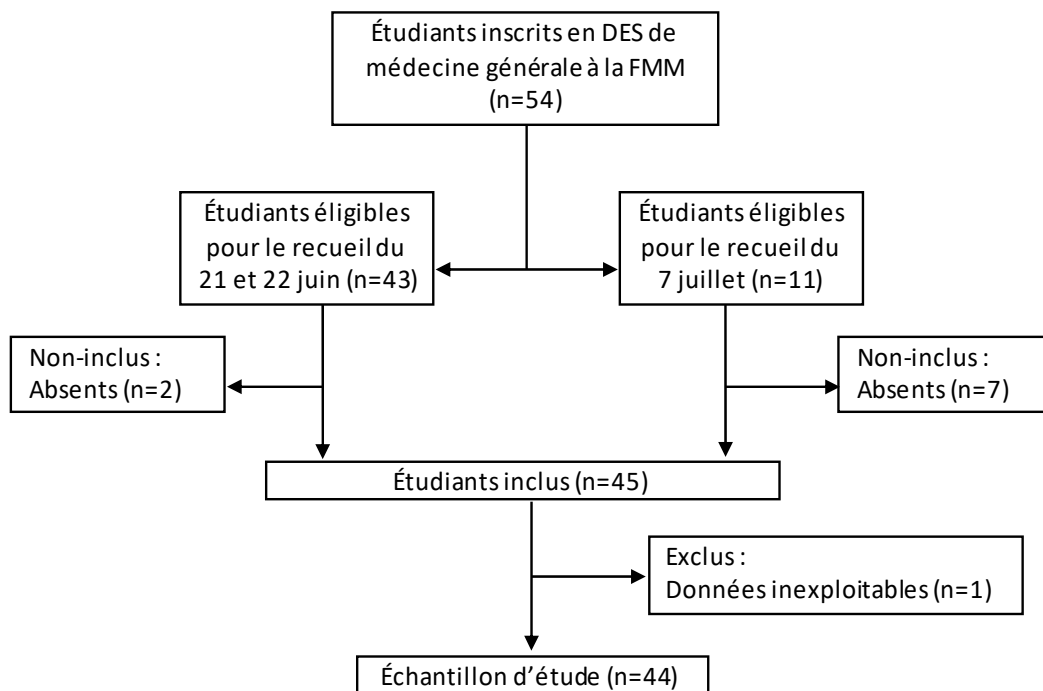 Étudiants inscrits en DES de
médecine générale à la FMM
(n=54)
Étudiants éligibles
pour le recueil du
21 et 22 juin (n=43)
Étudiants éligibles
pour le recueil du
7 juillet (n=11)
Non-inclus :
Absents (n=2)
Non-inclus :
Absents (n=7)
Étudiants inclus (n=45)
Exclus :
Données inexploitables (n=1)
Échantillon d’étude (n=44)